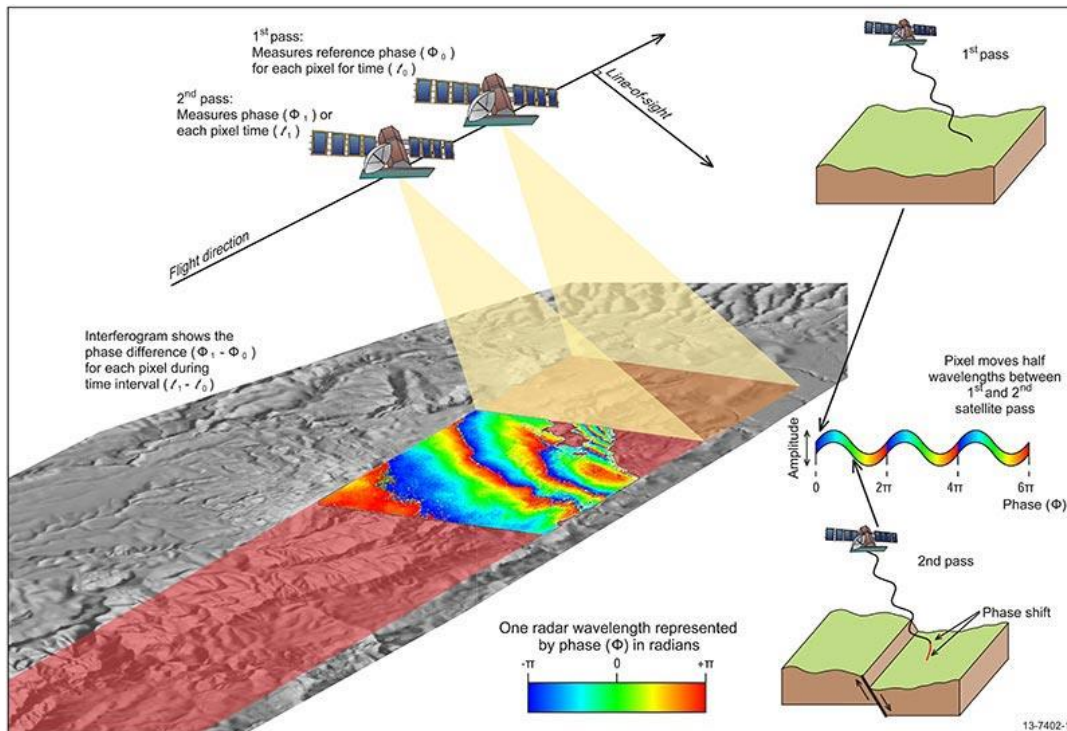 1st pass:
Measures reference phase (Φ0)
for each pixel for time (t0)
2nd pass:
Measures phase (Φ1) or
each pixel time (t1)
Line-of-sight
Flight direction
1st pass
Interferogram shows the
phase difference (Φ1 - Φ0)
for each pixel during
time interval (t1 - t0)
Pixel moves half
wavelengths between
1st and 2nd
satellite pass
Amplitude
0 2π 4π 6π
Phase (Φ)
2nd pass
Phase shift
One radar wavelength represented
by phase (Φ) in radians
-π 0 +π
13-7402-1